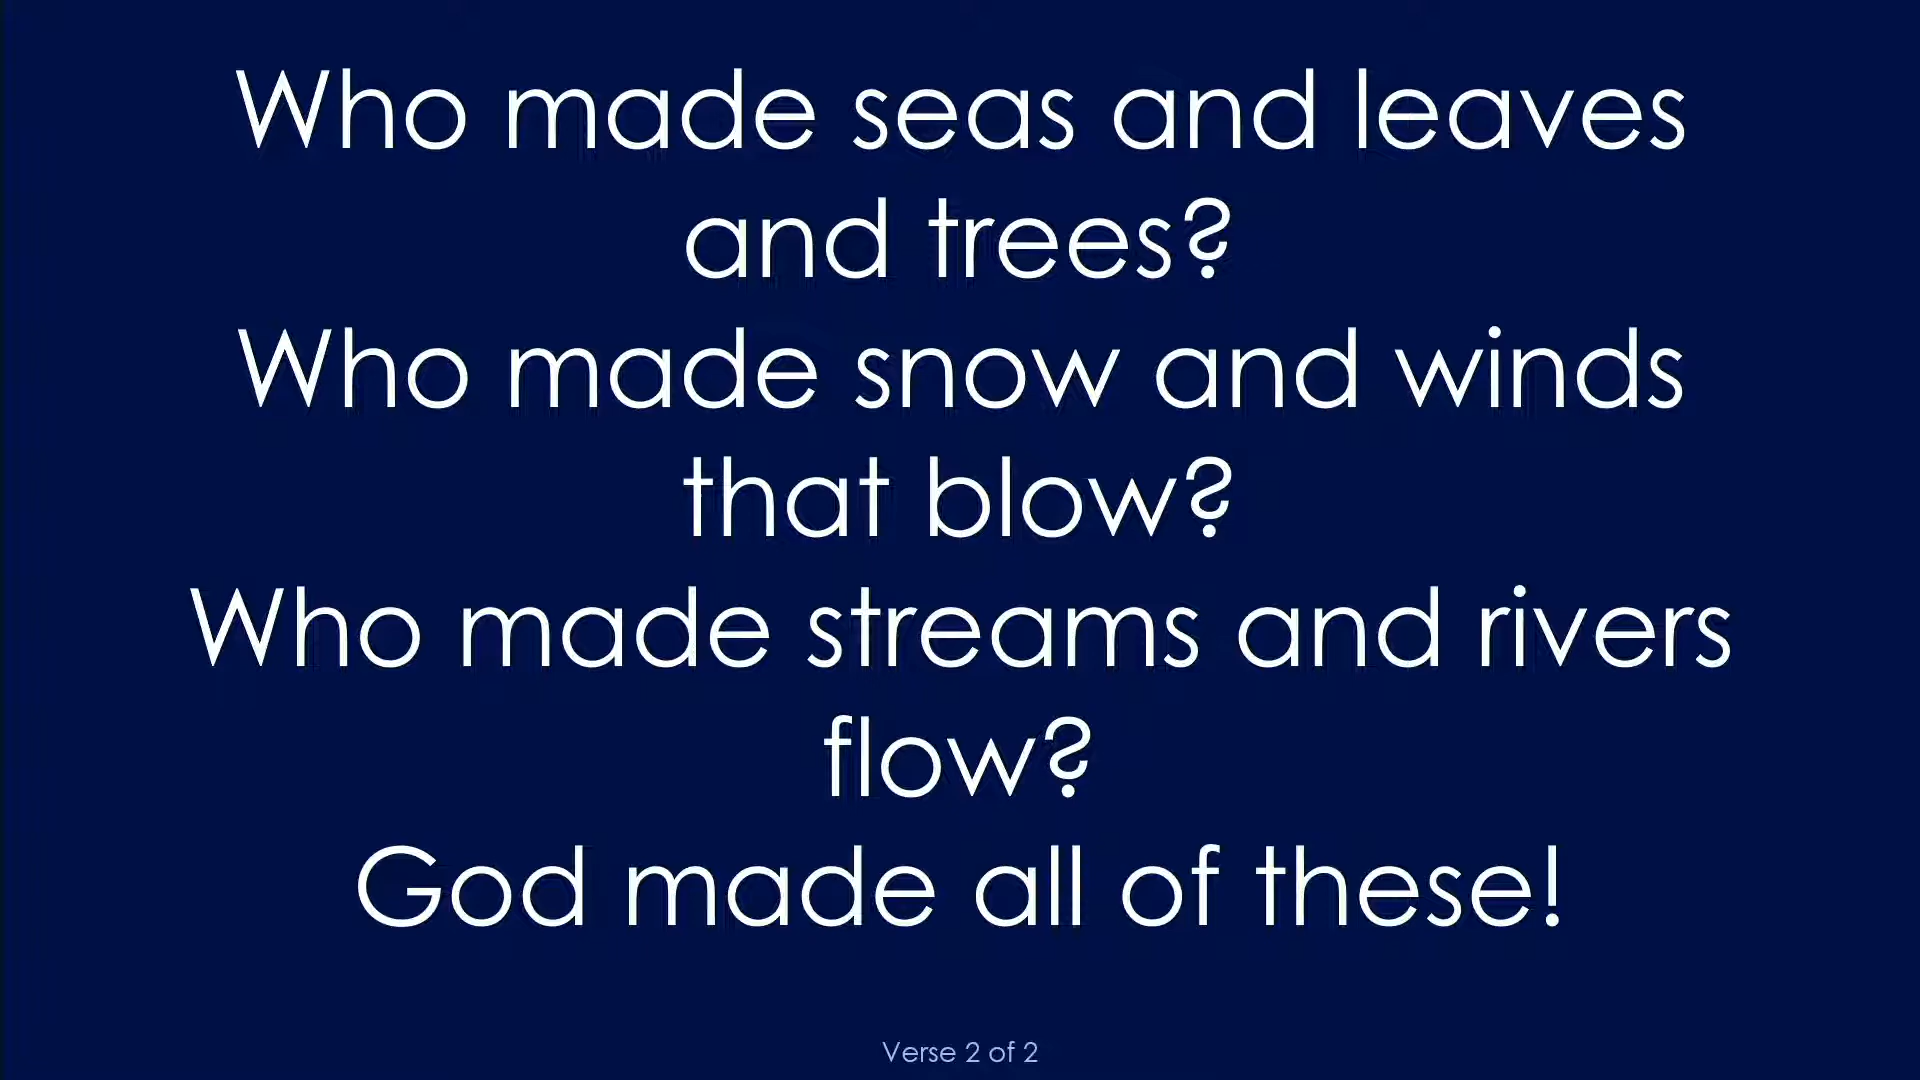 Who made seas and leaves
and trees?
Who made snow and winds
that blow?
Who made streams and rivers
flow?
God made all of these!
Verse 2 of 2